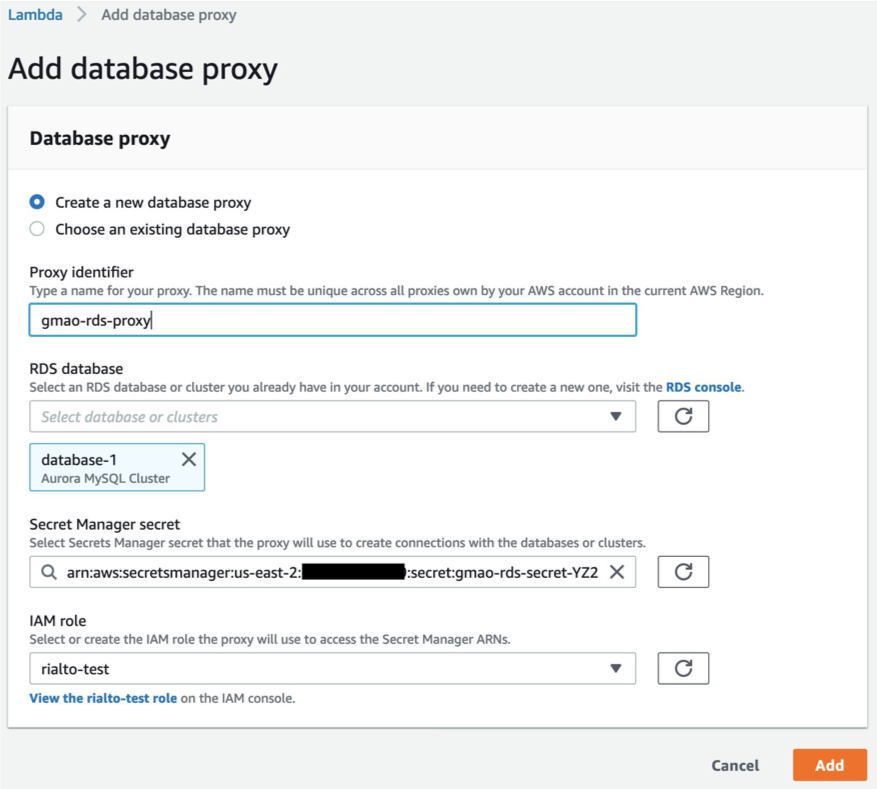 Lambda > Add database proxy
Add database proxy
Database proxy
Create a new database proxy
Choose an existing database proxy
Proxy identifier
Type a name for your proxy. The name must be unique across all proxies own by your AWS account in the current AWS Region.
gmao-rds-proxy
RDS database
Select an RDS database or cluster you already have in your account. If you need to create a new one, visit the RDS console.
Select database or clusters
database-1
Aurora MySQL Cluster
Secret Manager secret
Select Secrets Manager secret that the proxy will use to create connections with the databases or clusters.
arn:aws:secretsmanager:us-east-2: :secret:gmao-rds-secret-YZ2
IAM role
Select or create the IAM role the proxy will use to access the Secret Manager ARNs.
rialto-test
View the rialto-test role on the IAM console.
Cancel Add